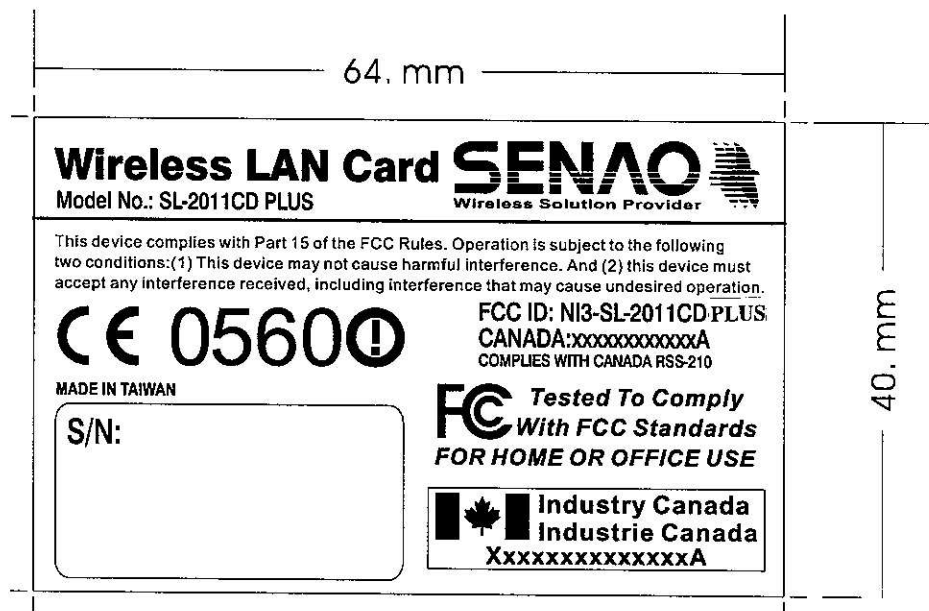 64. mm
Wireless LAN Card SENAO
Model No.: SL-2011CD PLUS Wireless Solution Provider
This device complies with Part 15 of the FCC Rules. Operation is subject to the following
two conditions:(1) This device may not cause harmful interference. And (2) this device must
accept any interference received, including interference that may cause undesired operation.
CE 0560
FCC ID: NI3-SL-2011CD PLUS
CANADA:xxxxxxxxxxxxA
COMPLIES WITH CANADA RSS-210
MADE IN TAIWAN
S/N:
FC Tested To Comply
With FCC Standards
FOR HOME OR OFFICE USE
Industry Canada
Industrie Canada
XxxxxxxxxxxxxxA
40. mm